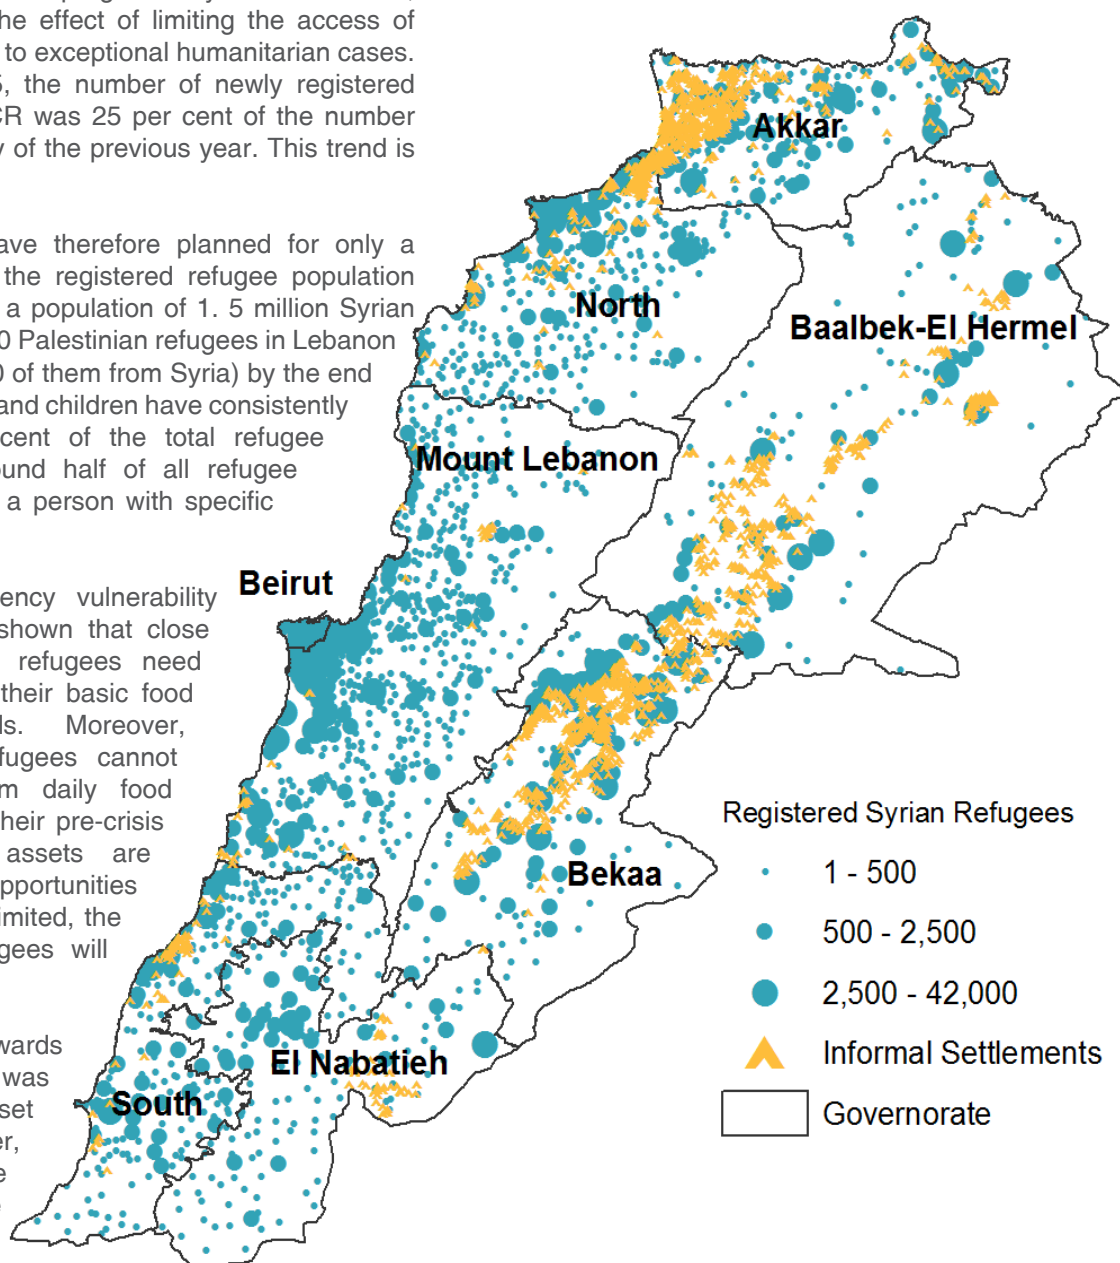 he effect of limiting the access of
to exceptional humanitarian cases.
, the number of newly registered
CR was 25 per cent of the number
of the previous year. This trend is
ave therefore planned for only a
the registered refugee population
a population of 1. 5 million Syrian
0 Palestinian refugees in Lebanon
0 of them from Syria) by the end
and children have consistently
cent of the total refugee
ound half of all refugee
a person with specific
ency vulnerability
shown that close
refugees need
their basic food
ds. Moreover,
fugees cannot
m daily food
heir pre-crisis
assets are
pportunities
imited, the
gees will
wards
was
set
er,
e
Akkar
North
Baalbek-El Hermel
Mount Lebanon
Beirut
Bekaa
El Nabatieh
South
Registered Syrian Refugees
1 - 500
500 - 2,500
2,500 - 42,000
Informal Settlements
Governorate